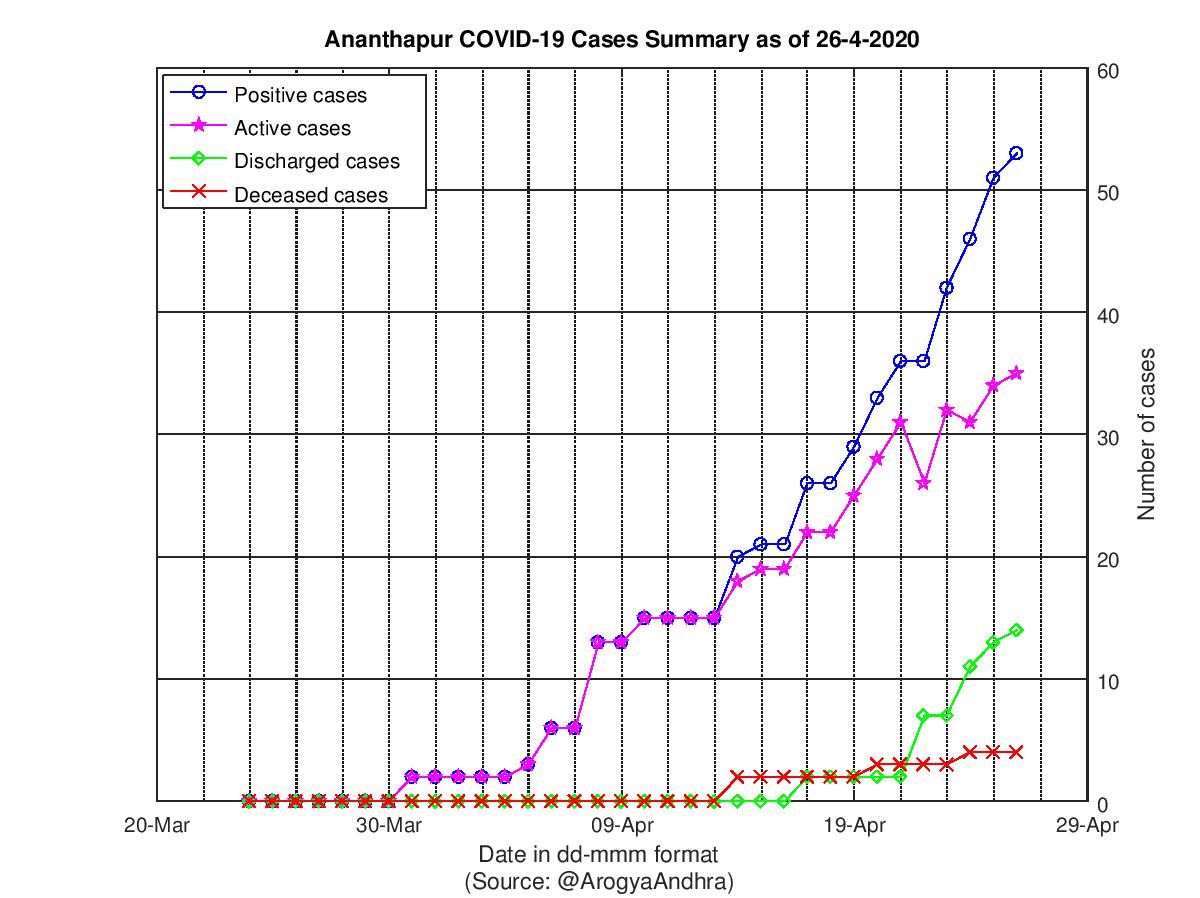 Ananthapur COVID-19 Cases Summary as of 26-4-2020
Positive cases
Active cases
Discharged cases
Deceased cases
60
50
40
30
20
10
0
Number of cases
20-Mar
30-Mar
09-Apr
19-Apr
29-Apr
Date in dd-mmm format
(Source: @ArogyaAndhra)